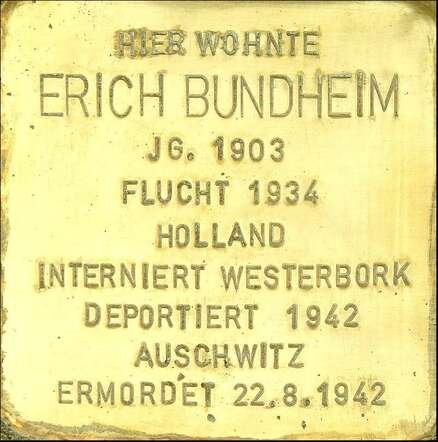 HIER WOHNTE
ERICH BUNDHEIM
JG. 1903
FLUCHT 1934
HOLLAND
INTERNIERT WESTERBORK
DEPORTIERT 1942
AUSCHWITZ
ERMORDET 22.8.1942